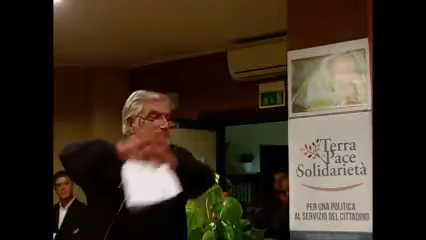 Terra
Pace
Solidarietà
PER UNA POLITICA
AL SERVIZIO DEL CITTADINO